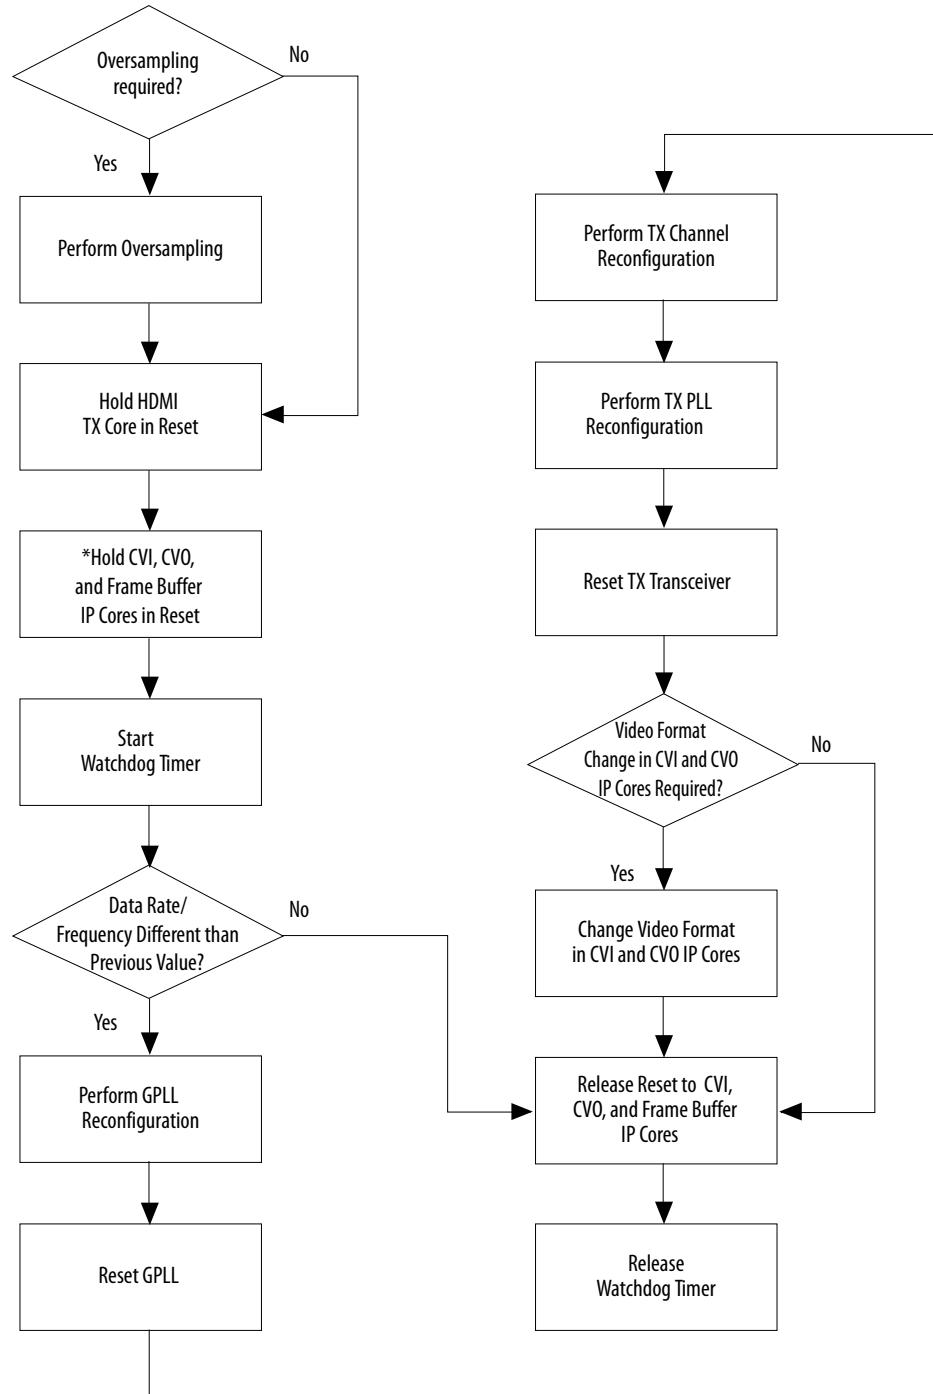 Oversampling
required?
No
Yes
Perform Oversampling
Hold HDMI
TX Core in Reset
*Hold CVI, CVO,
and Frame Buffer
IP Cores in Reset
Start
Watchdog Timer
Data Rate/
Frequency Different than
Previous Value?
No
Yes
Perform GPLL
Reconfiguration
Reset GPLL
Perform TX Channel
Reconfiguration
Perform TX PLL
Reconfiguration
Reset TX Transceiver
Video Format
Change in CVI and CVO
IP Cores Required?
No
Yes
Change Video Format
in CVI and CVO IP Cores
Release Reset to CVI,
CVO, and Frame Buffer
IP Cores
Release
Watchdog Timer